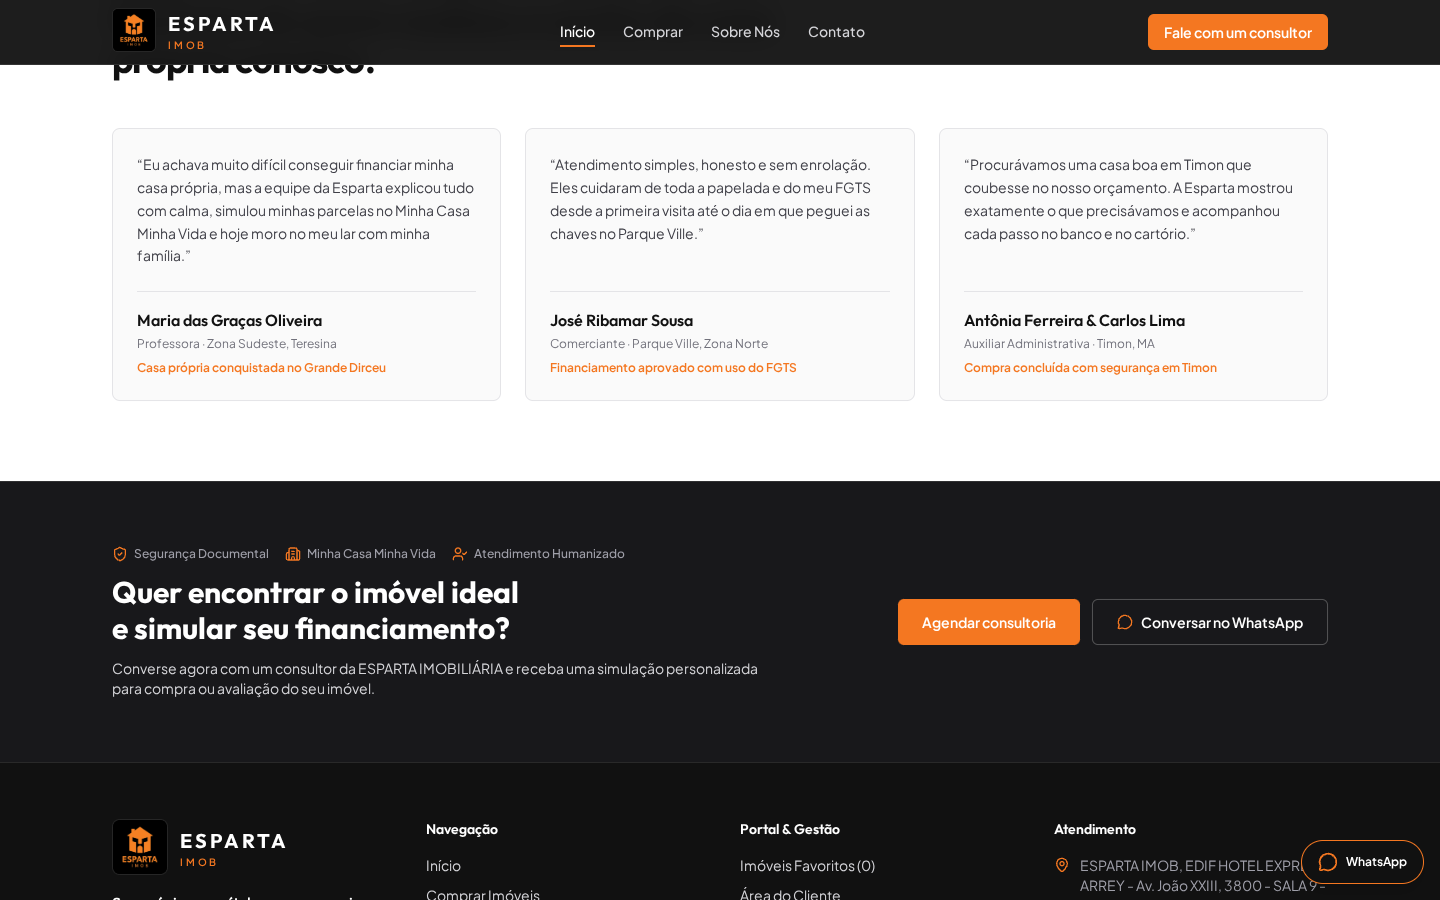 ESPARTA
IMOB
Início
Comprar
Sobre Nós
Contato
Fale com um consultor
própria conosco.
“Eu achava muito difícil conseguir financiar minha
casa própria, mas a equipe da Esparta explicou tudo
com calma, simulou minhas parcelas no Minha Casa
Minha Vida e hoje moro no meu lar com minha
família.”
Maria das Graças Oliveira
Professora · Zona Sudeste, Teresina
Casa própria conquistada no Grande Dirceu
“Atendimento simples, honesto e sem enrolação.
Eles cuidaram de toda a papelada e do meu FGTS
desde a primeira visita até o dia em que peguei as
chaves no Parque Ville.”
José Ribamar Sousa
Comerciante · Parque Ville, Zona Norte
Financiamento aprovado com uso do FGTS
“Procurávamos uma casa boa em Timon que
coubesse no nosso orçamento. A Esparta mostrou
exatamente o que precisávamos e acompanhou
cada passo no banco e no cartório.”
Antônia Ferreira & Carlos Lima
Auxiliar Administrativa · Timon, MA
Compra concluída com segurança em Timon
Segurança Documental
Minha Casa Minha Vida
Atendimento Humanizado
Quer encontrar o imóvel ideal
e simular seu financiamento?
Converse agora com um consultor da ESPARTA IMOBILIÁRIA e receba uma simulação personalizada
para compra ou avaliação do seu imóvel.
Agendar consultoria
Conversar no WhatsApp
ESPARTA
IMOB
ESPARTA
IMOB
Navegação
Início
Comprar Imóveis
Portal & Gestão
Imóveis Favoritos (0)
Área do Cliente
Atendimento
ESPARTA IMOB, EDIF HOTEL
ARREY - Av. João XXIII, 3800 - SALA 9 -
WhatsApp